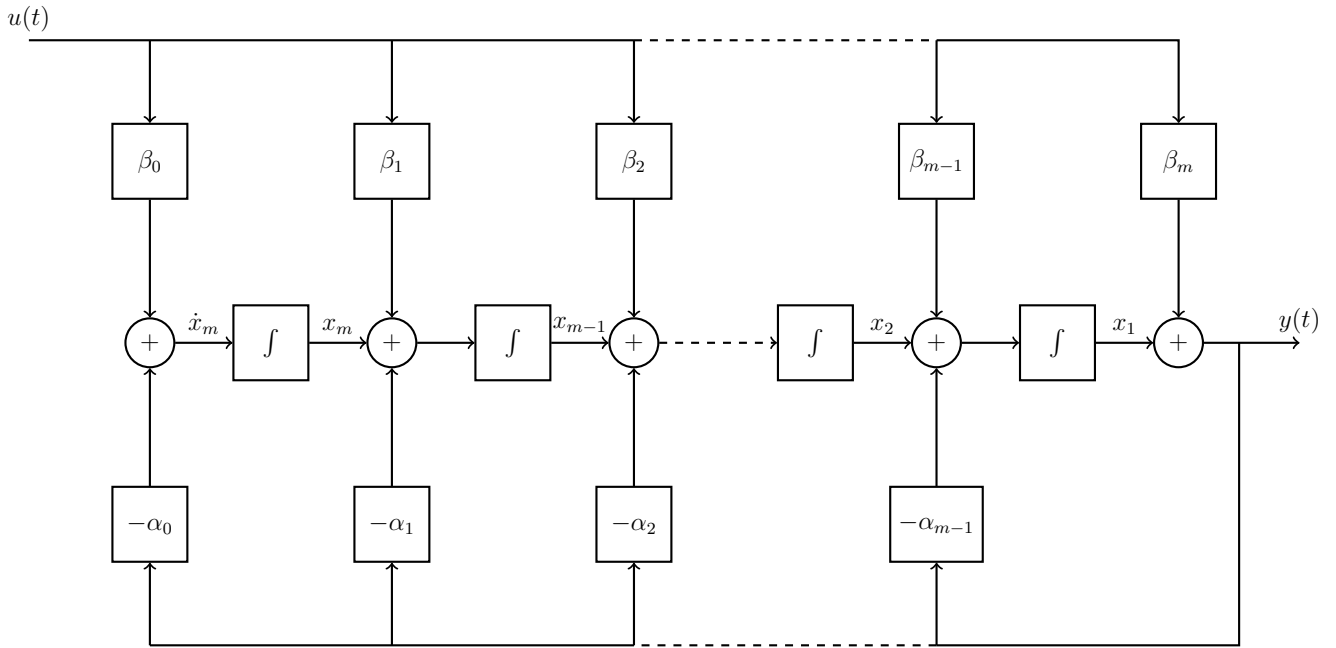 u(t)
β₀ β₁ β₂ βₘ₋₁ βₘ
+ ẋₘ ∫ xₘ + ∫ xₘ₋₁ + ∫ x₂ + ∫ x₁ + y(t)
−α₀ −α₁ −α₂ −αₘ₋₁